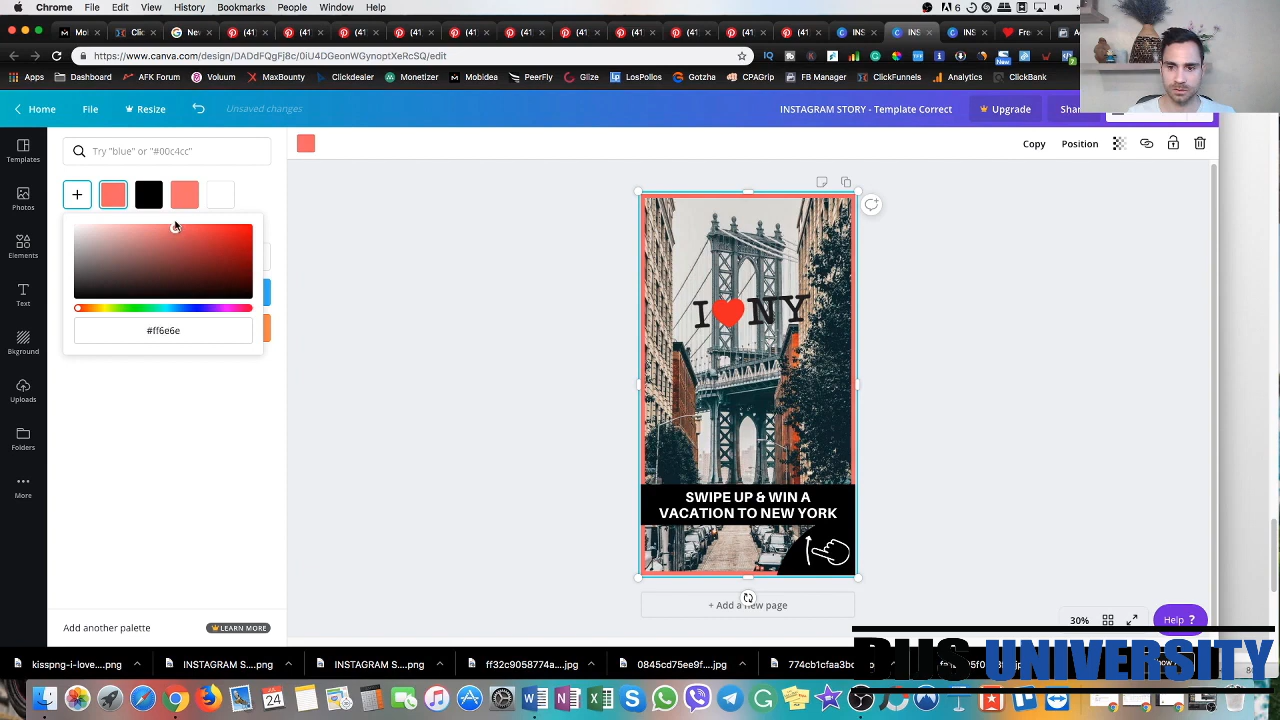 Chrome File Edit View History Bookmarks People Window Help
https://www.canva.com/design/DADdFQgFj8c/0iU4DGeonWGynoptXeRcSQ/edit
Apps Dashboard AFK Forum Voluum MaxBounty Clickdealer Monetizer Mobidea PeerFly Glize LosPollos Gotzha CPAGrip FB Manager ClickFunnels Analytics ClickBank
Home File Resize Unsaved changes INSTAGRAM STORY - Template Correct Upgrade
Try "blue" or "#00c4cc" Copy Position
Templates
Photos
Elements
Text
Bkground
Uploads
Folders
More
#ff6e6e
I NY
SWIPE UP & WIN A
VACATION TO NEW YORK
+ Add a new page
Add another palette LEARN MORE
30% Help ?
kisspng-i-love....png INSTAGRAM S....png INSTAGRAM S....png ff32c9058774a....jpg 0845cd75ee9f....jpg
UNIVERSITY